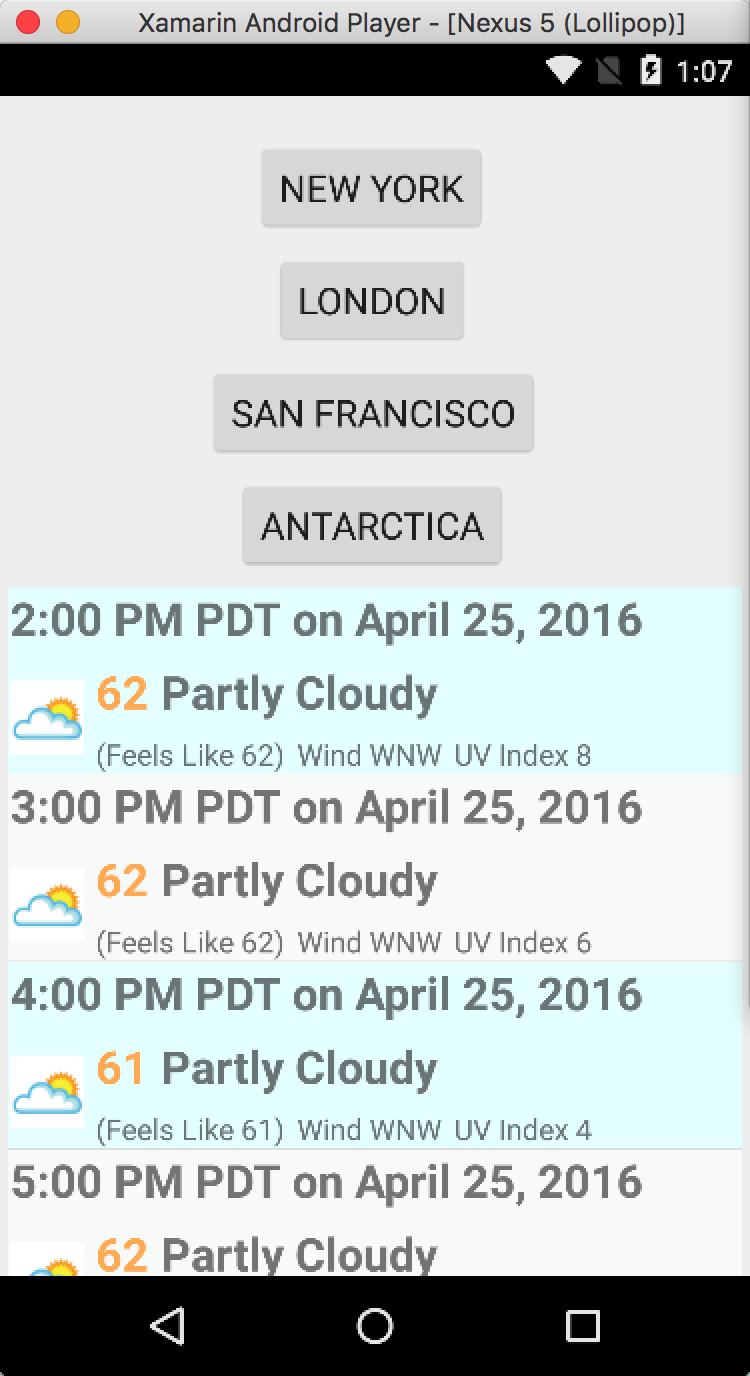 Xamarin Android Player - [Nexus 5 (Lollipop)]
1:07
NEW YORK
LONDON
SAN FRANCISCO
ANTARCTICA
2:00 PM PDT on April 25, 2016
62 Partly Cloudy
(Feels Like 62) Wind WNW UV Index 8
3:00 PM PDT on April 25, 2016
62 Partly Cloudy
(Feels Like 62) Wind WNW UV Index 6
4:00 PM PDT on April 25, 2016
61 Partly Cloudy
(Feels Like 61) Wind WNW UV Index 4
5:00 PM PDT on April 25, 2016
62 Partly Cloudy